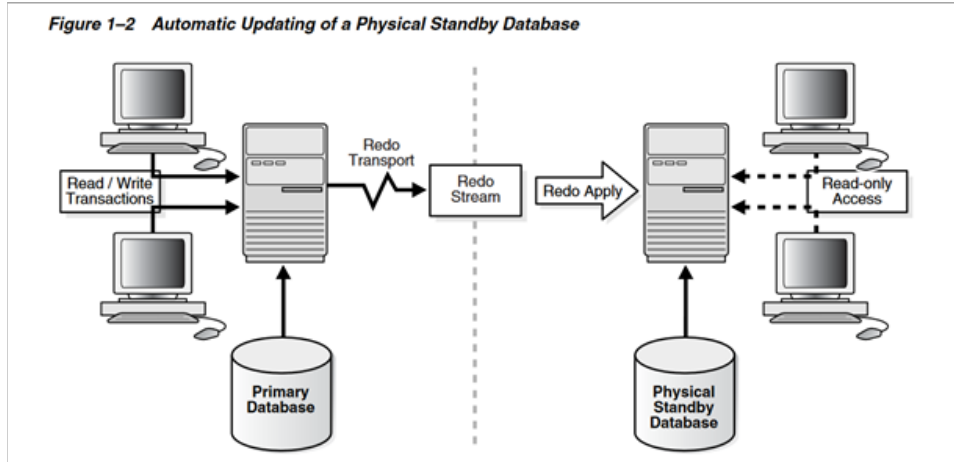 Figure 1–2 Automatic Updating of a Physical Standby Database
Redo
Transport
Read / Write
Transactions
Redo
Stream
Redo Apply
Read-only
Access
Primary
Database
Physical
Standby
Database